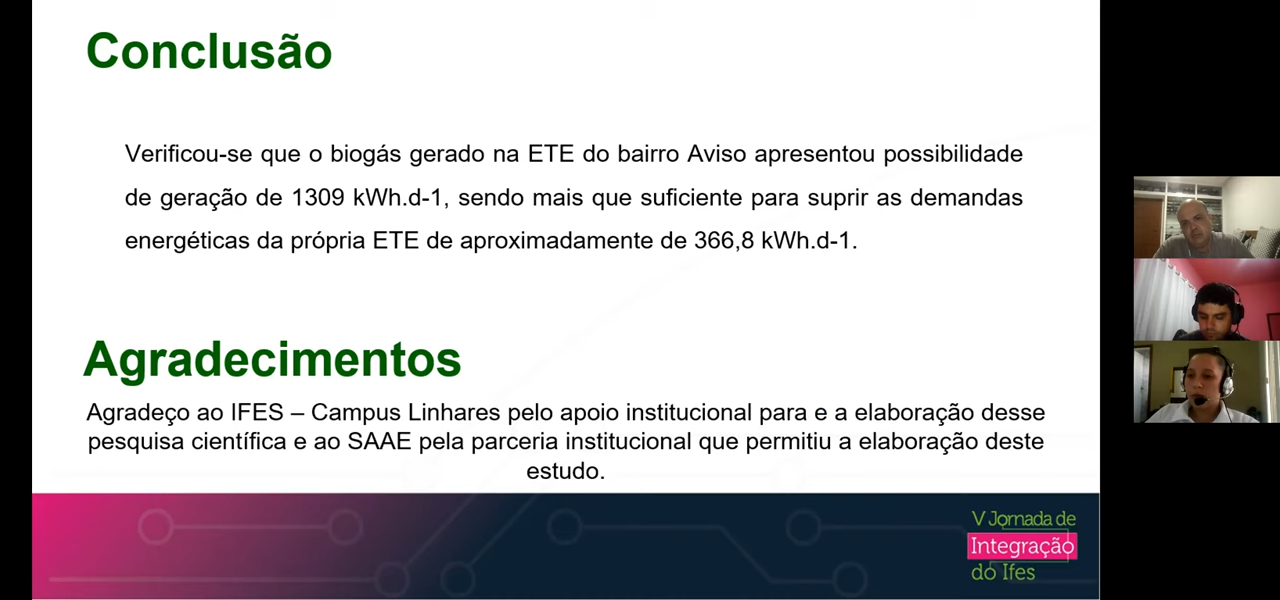 Conclusão
Verificou-se que o biogás gerado na ETE do bairro Aviso apresentou possibilidade
de geração de 1309 kWh.d-1, sendo mais que suficiente para suprir as demandas
energéticas da própria ETE de aproximadamente de 366,8 kWh.d-1.
Agradecimentos
Agradeço ao IFES – Campus Linhares pelo apoio institucional para e a elaboração desse
pesquisa científica e ao SAAE pela parceria institucional que permitiu a elaboração deste
estudo.
V Jornada de
Integração
do Ifes